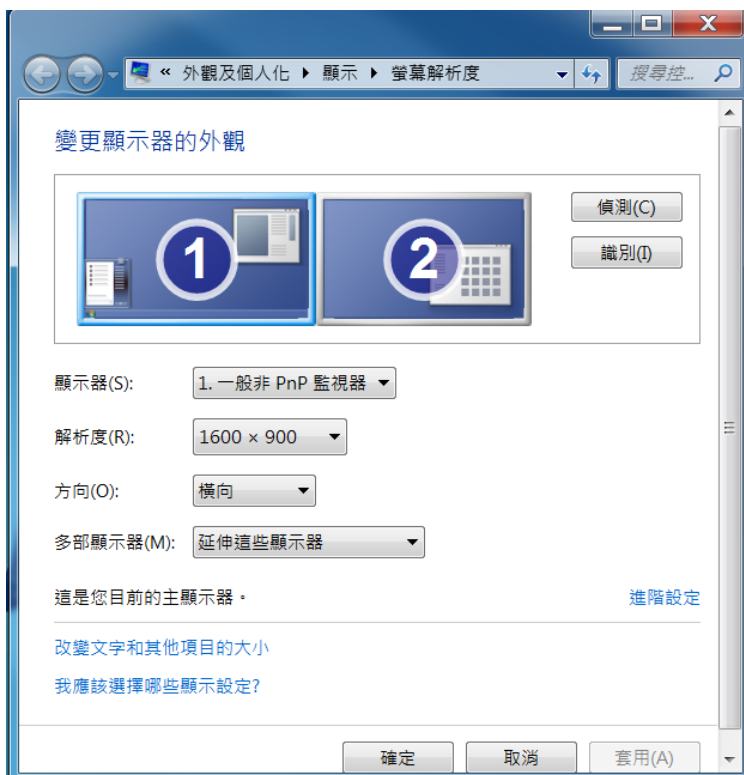 « 外觀及個人化 ▶ 顯示 ▶ 螢幕解析度
搜尋控...
變更顯示器的外觀
1
2
偵測(C)
識別(I)
顯示器(S): 1. 一般非 PnP 監視器
解析度(R): 1600 × 900
方向(O): 橫向
多部顯示器(M): 延伸這些顯示器
這是您目前的主顯示器。 進階設定
改變文字和其他項目的大小
我應該選擇哪些顯示設定?
確定 取消 套用(A)